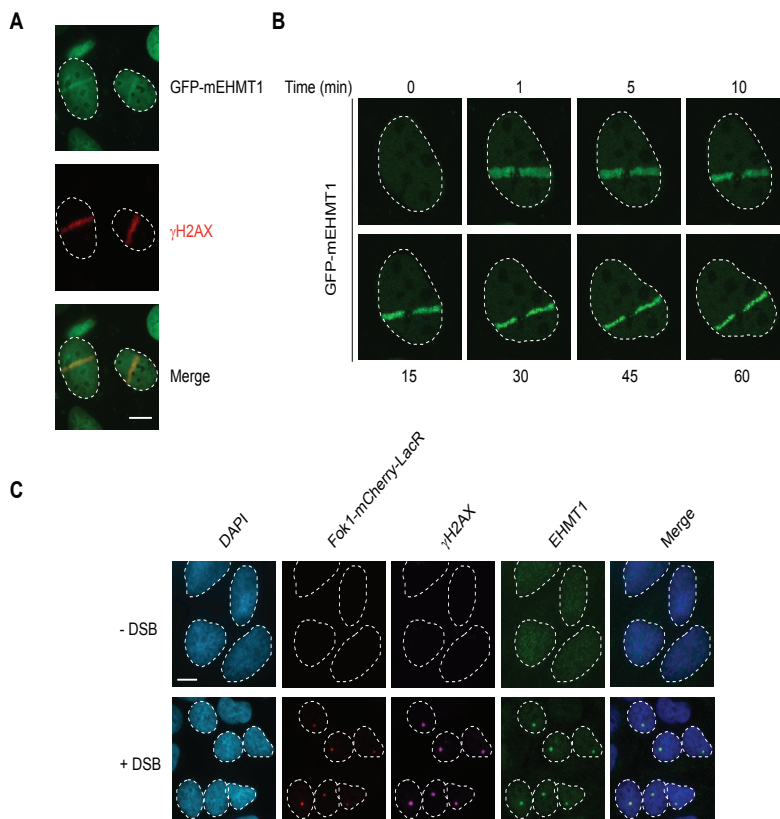 A
GFP-mEHMT1
γH2AX
Merge
B
Time (min) 0 1 5 10
GFP-mEHMT1
15 30 45 60
C
DAPI Fok1-mCherry-LacR γH2AX EHMT1 Merge
- DSB
+ DSB